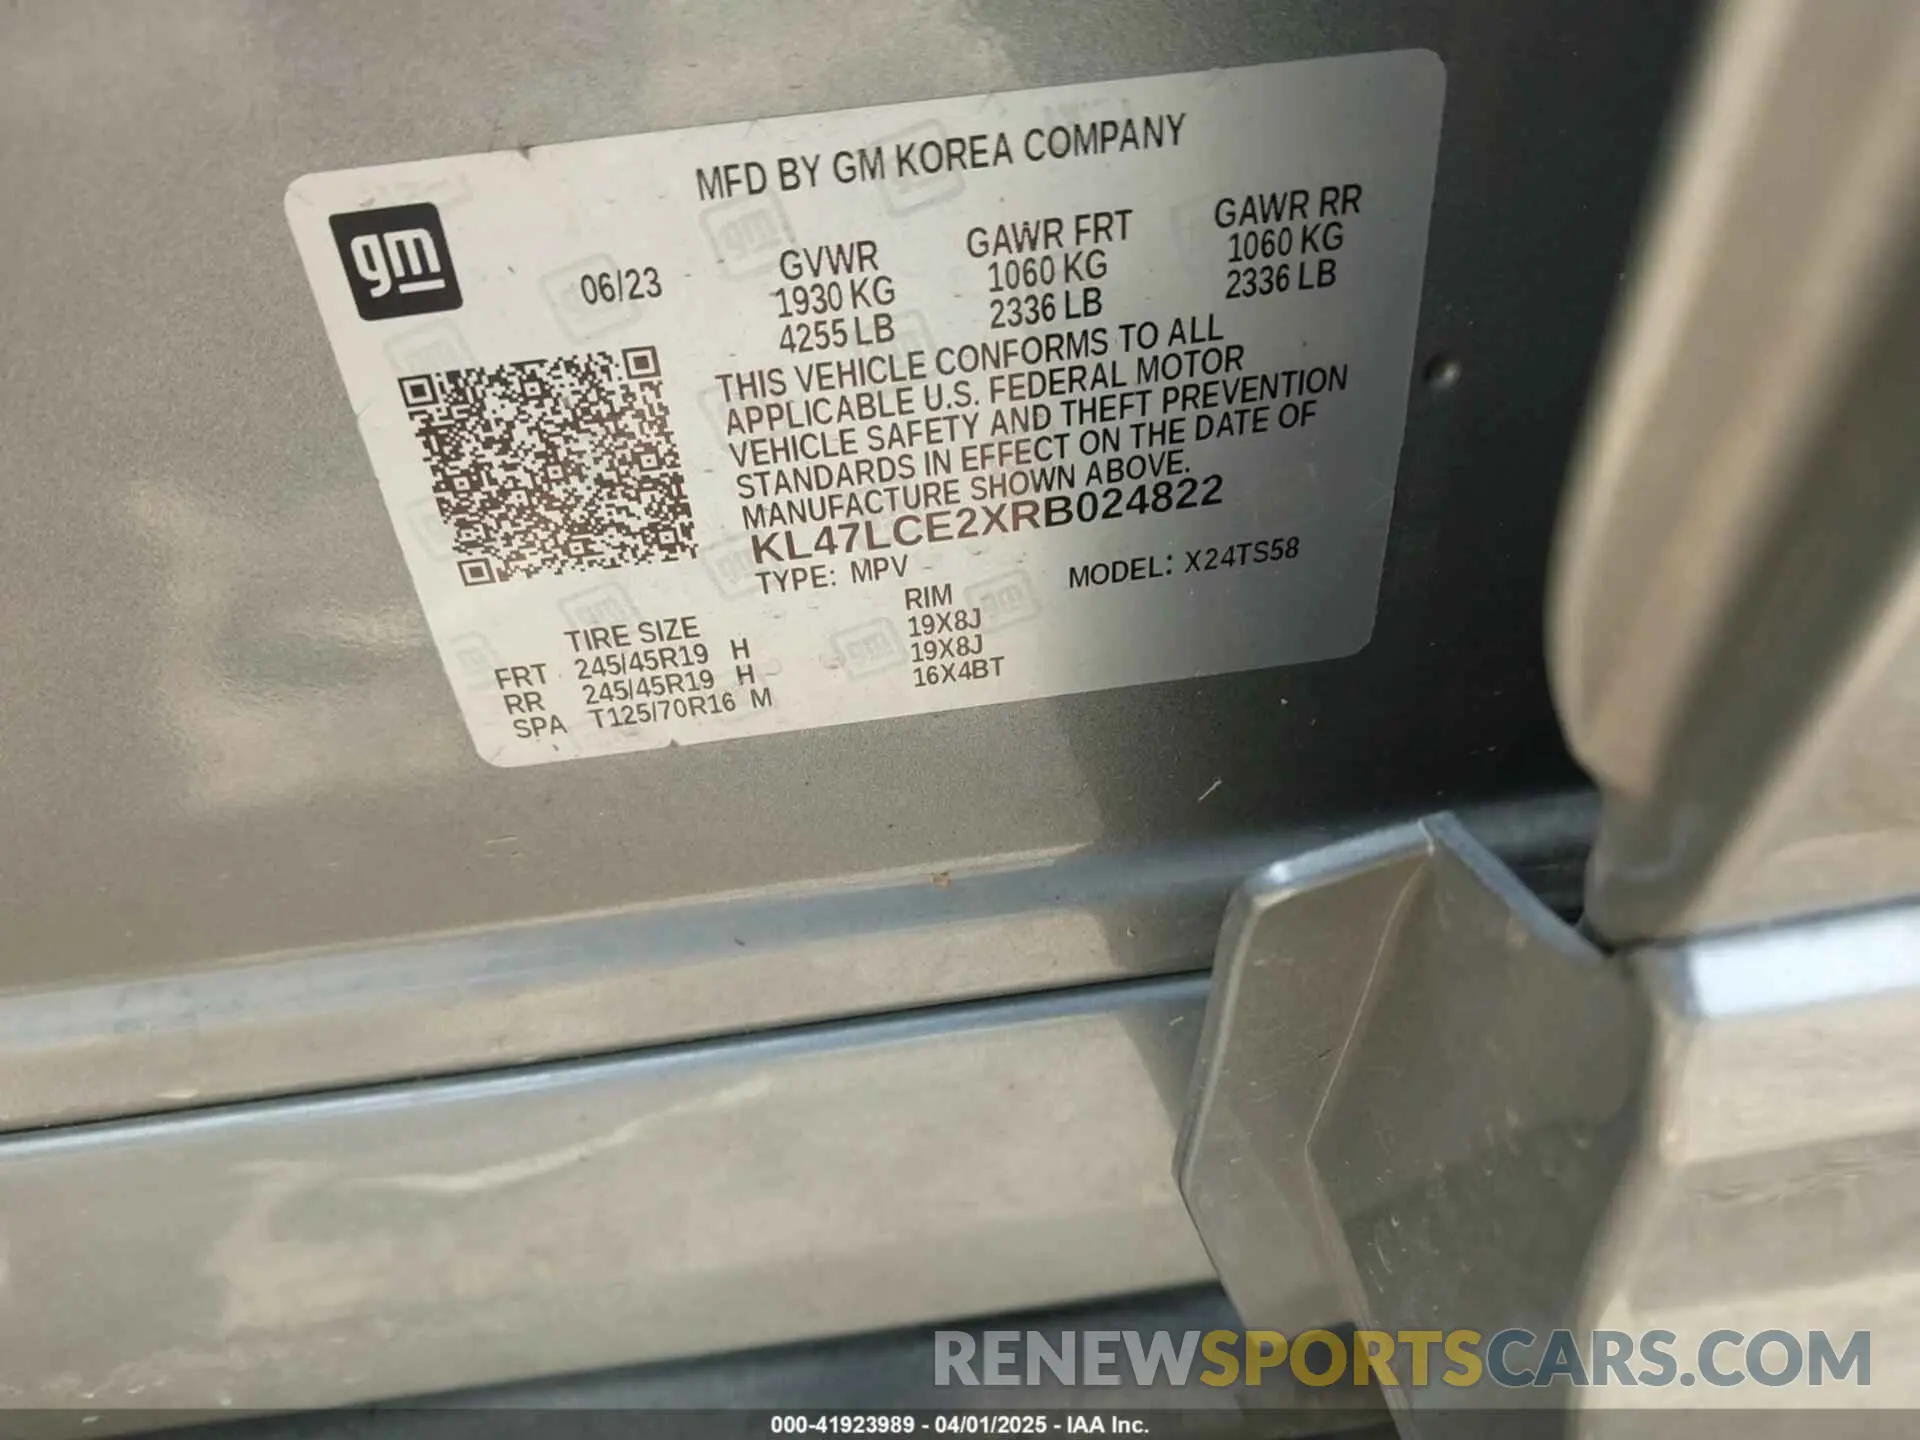 MFD BY GM KOREA COMPANY
gm
06/23
GVWR
1930 KG
4255 LB
GAWR FRT
1060 KG
2336 LB
GAWR RR
1060 KG
2336 LB
THIS VEHICLE CONFORMS TO ALL
APPLICABLE U.S. FEDERAL MOTOR
VEHICLE SAFETY AND THEFT PREVENTION
STANDARDS IN EFFECT ON THE DATE OF
MANUFACTURE SHOWN ABOVE.
KL47LCE2XRB024822
TYPE: MPV
MODEL: X24TS58
TIRE SIZE RIM
FRT 245/45R19 H 19X8J
RR 245/45R19 H 19X8J
SPA T125/70R16 M 16X4BT
RENEWSPORTSCARS.COM
000-41923989 - 04/01/2025 - IAA Inc.